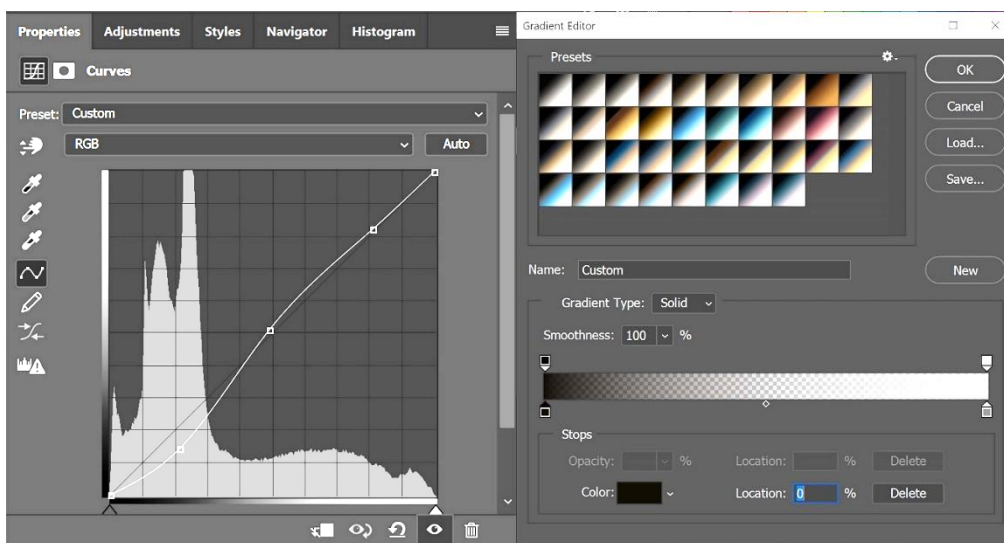 Properties Adjustments Styles Navigator Histogram
Curves
Preset: Custom
RGB Auto
Gradient Editor
Presets
OK
Cancel
Load...
Save...
Name: Custom
New
Gradient Type: Solid
Smoothness: 100 %
Stops
Opacity: % Location: % Delete
Color: Location: 0 % Delete